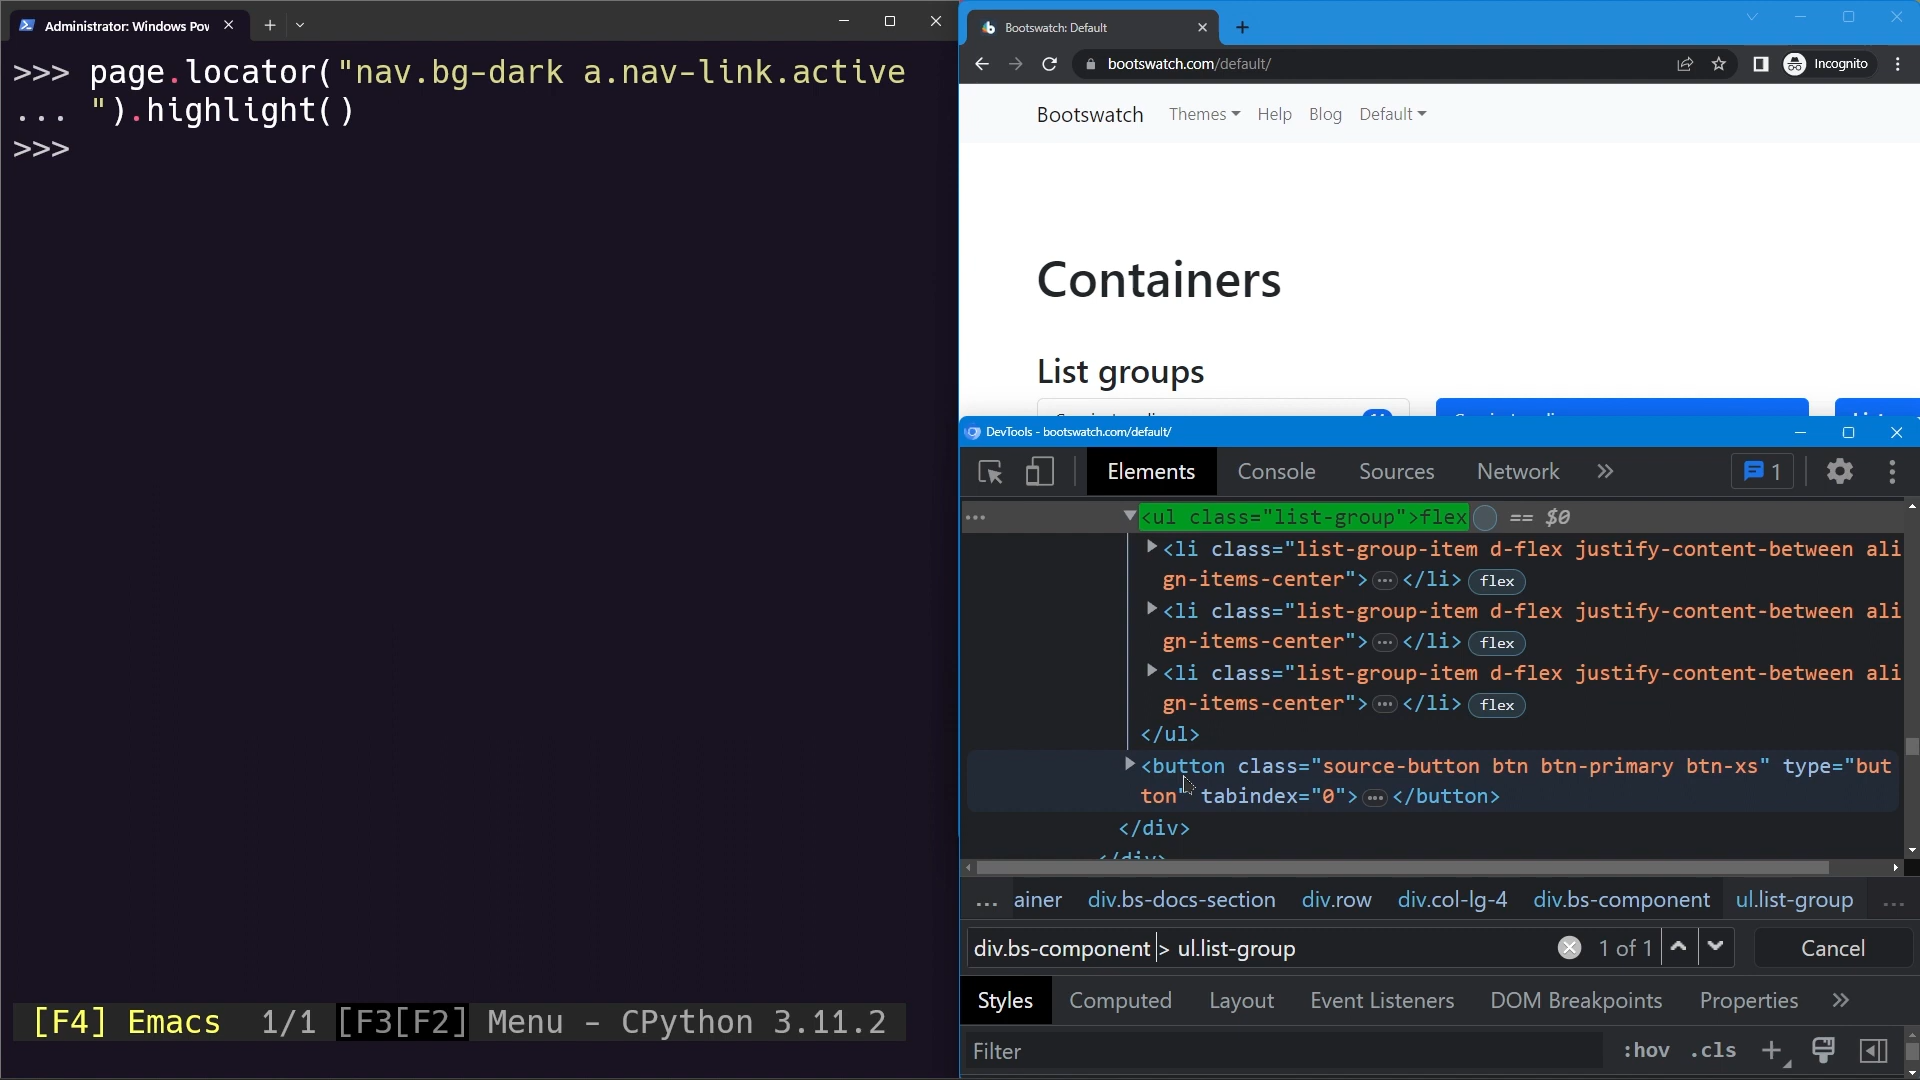 Administrator: Windows Pow
>>> page.locator("nav.bg-dark a.nav-link.active
... ").highlight()
>>>
[F4] Emacs 1/1 [F3[F2] Menu - CPython 3.11.2
Bootswatch: Default
bootswatch.com/default/
Incognito
Bootswatch Themes Help Blog Default
Containers
List groups
DevTools - bootswatch.com/default/
Elements Console Sources Network » 1
... <ul class="list-group">flex == $0
<li class="list-group-item d-flex justify-content-between ali
gn-items-center"> ... </li> flex
<li class="list-group-item d-flex justify-content-between ali
gn-items-center"> ... </li> flex
<li class="list-group-item d-flex justify-content-between ali
gn-items-center"> ... </li> flex
</ul>
<button class="source-button btn btn-primary btn-xs" type="but
ton" tabindex="0"> ... </button>
</div>
</div>
... ainer div.bs-docs-section div.row div.col-lg-4 div.bs-component ul.list-group ...
div.bs-component > ul.list-group 1 of 1 Cancel
Styles Computed Layout Event Listeners DOM Breakpoints Properties »
Filter :hov .cls +